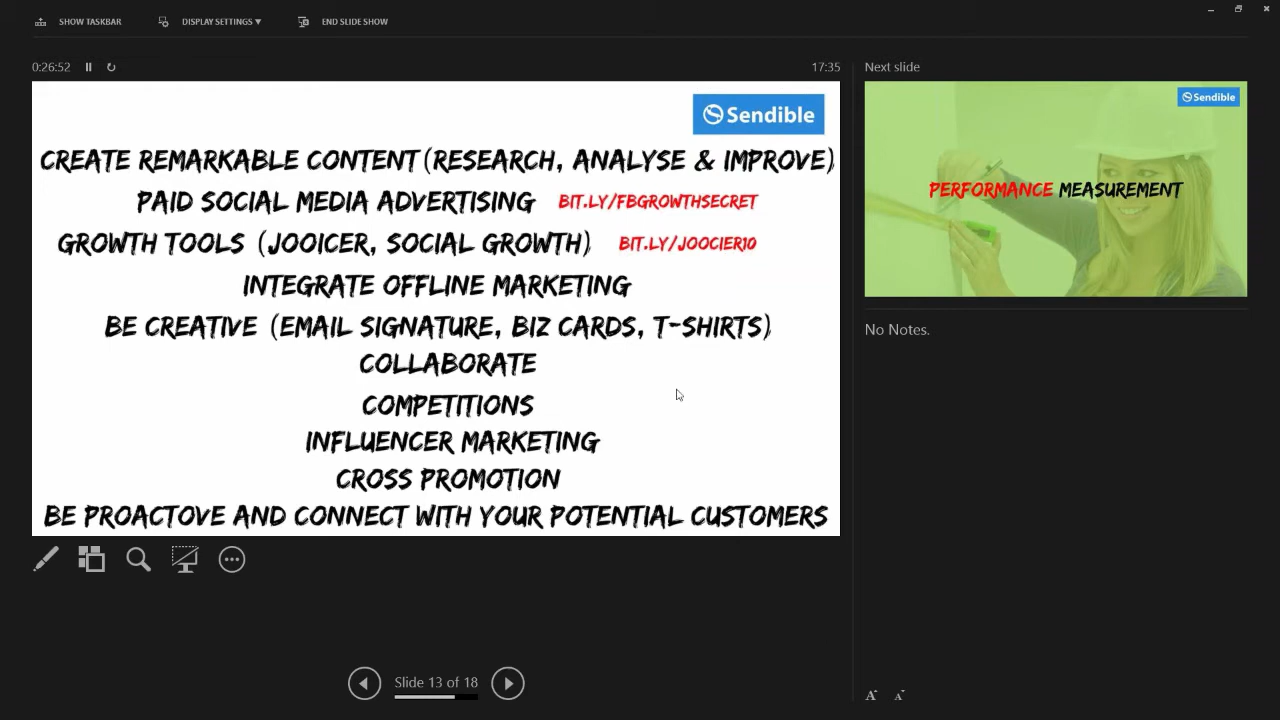 SHOW TASKBAR DISPLAY SETTINGS ▼ END SLIDE SHOW
0:26:52 17:35
Sendible
CREATE REMARKABLE CONTENT (RESEARCH, ANALYSE & IMPROVE)
PAID SOCIAL MEDIA ADVERTISING BIT.LY/FBGROWTHSECRET
GROWTH TOOLS (JOOICER, SOCIAL GROWTH) BIT.LY/JOOCIER10
INTEGRATE OFFLINE MARKETING
BE CREATIVE (EMAIL SIGNATURE, BIZ CARDS, T-SHIRTS)
COLLABORATE
COMPETITIONS
INFLUENCER MARKETING
CROSS PROMOTION
BE PROACTOVE AND CONNECT WITH YOUR POTENTIAL CUSTOMERS
Slide 13 of 18
Next slide
Sendible
PERFORMANCE MEASUREMENT
No Notes.
A A